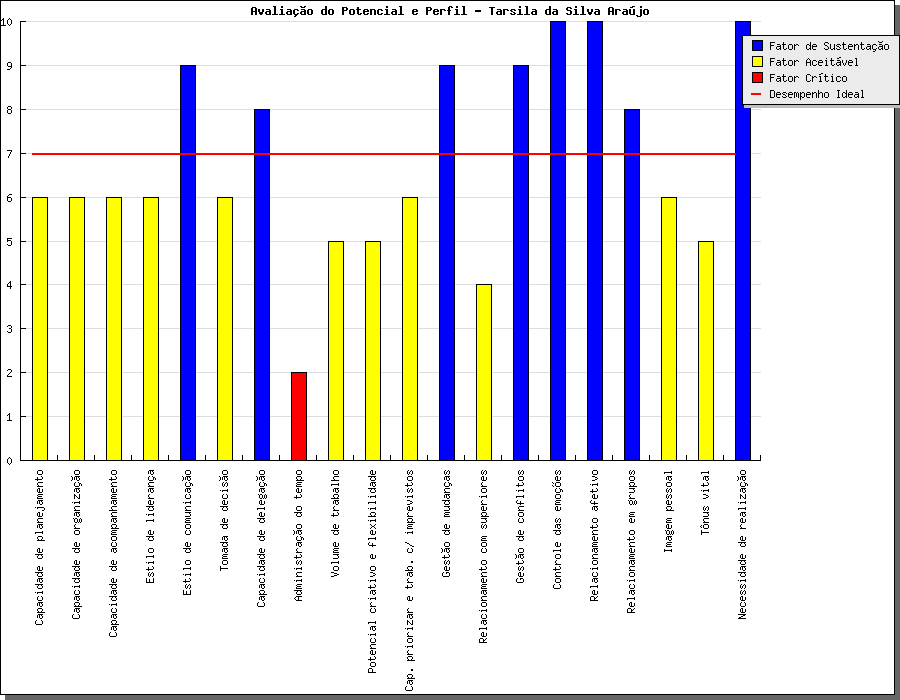 Avaliação do Potencial e Perfil - Tarsila da Silva Araújo
Fator de Sustentação
Fator Aceitável
Fator Crítico
Desempenho Ideal
10
9
8
7
6
5
4
3
2
1
0
Capacidade de planejamento
Capacidade de organização
Capacidade de acompanhamento
Estilo de liderança
Estilo de comunicação
Tomada de decisão
Capacidade de delegação
Administração do tempo
Volume de trabalho
Potencial criativo e flexibilidade
Cap. priorizar e trab. c/ imprevistos
Gestão de mudanças
Relacionamento com superiores
Gestão de conflitos
Controle das emoções
Relacionamento afetivo
Relacionamento em grupos
Imagem pessoal
Tônus vital
Necessidade de realização